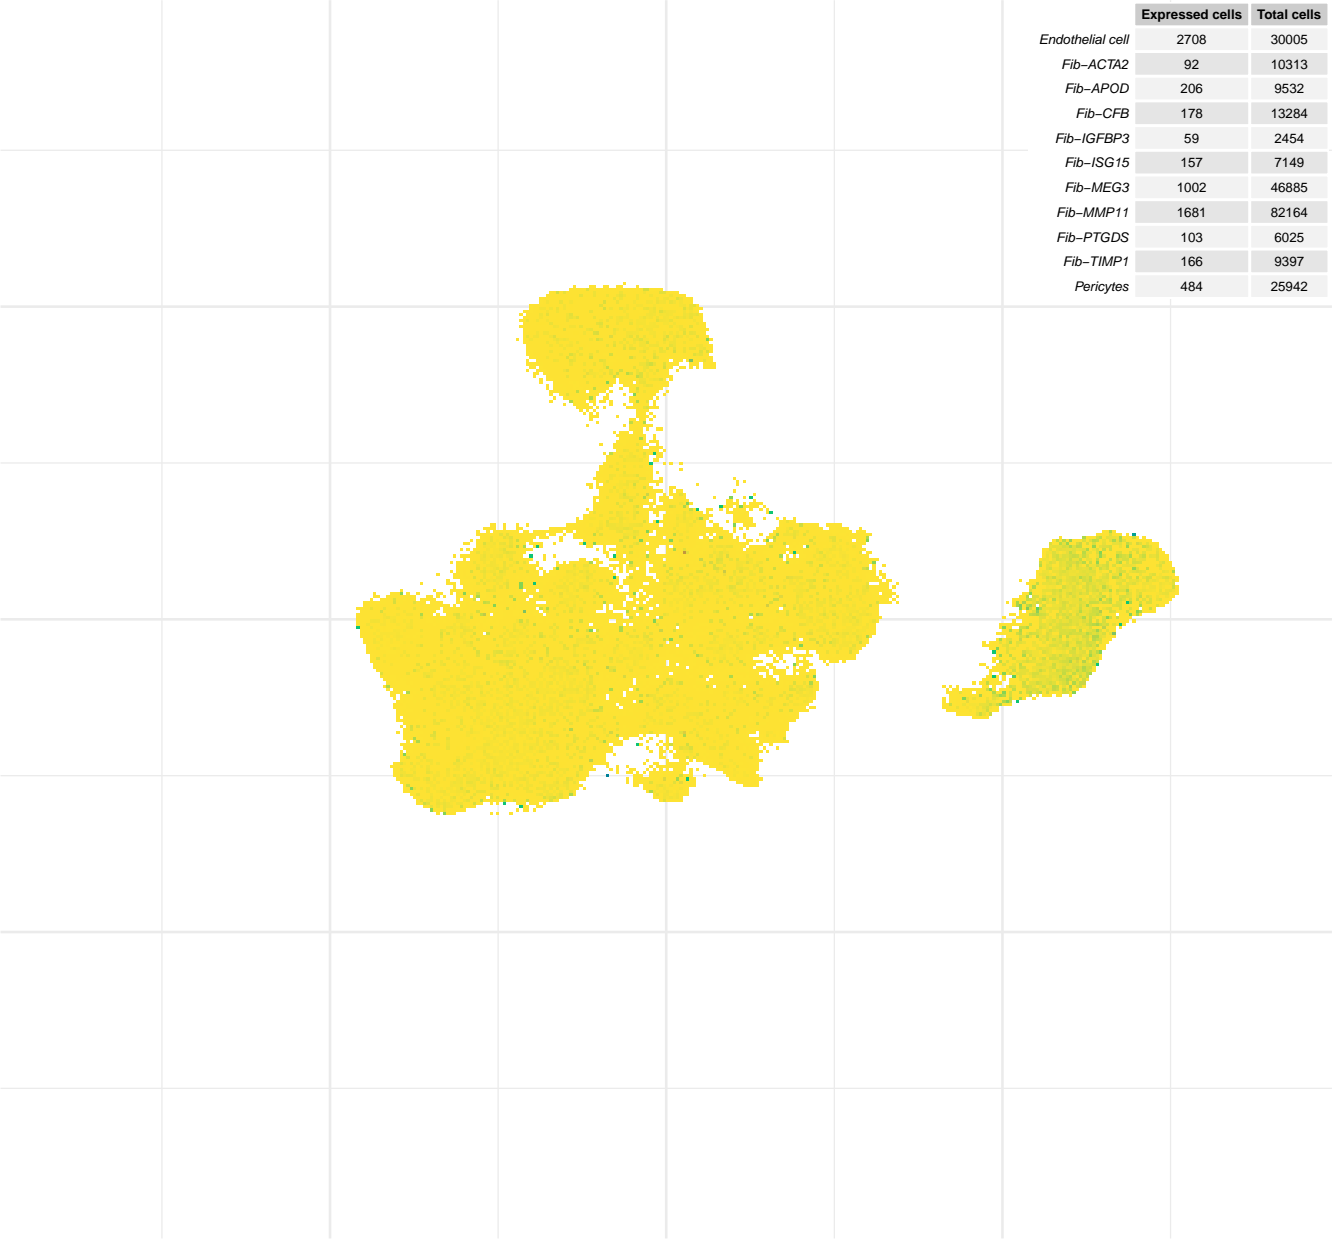 Expressed cells Total cells
Endothelial cell 2708 30005
Fib−ACTA2 92 10313
Fib−APOD 206 9532
Fib−CFB 178 13284
Fib−IGFBP3 59 2454
Fib−ISG15 157 7149
Fib−MEG3 1002 46885
Fib−MMP11 1681 82164
Fib−PTGDS 103 6025
Fib−TIMP1 166 9397
Pericytes 484 25942